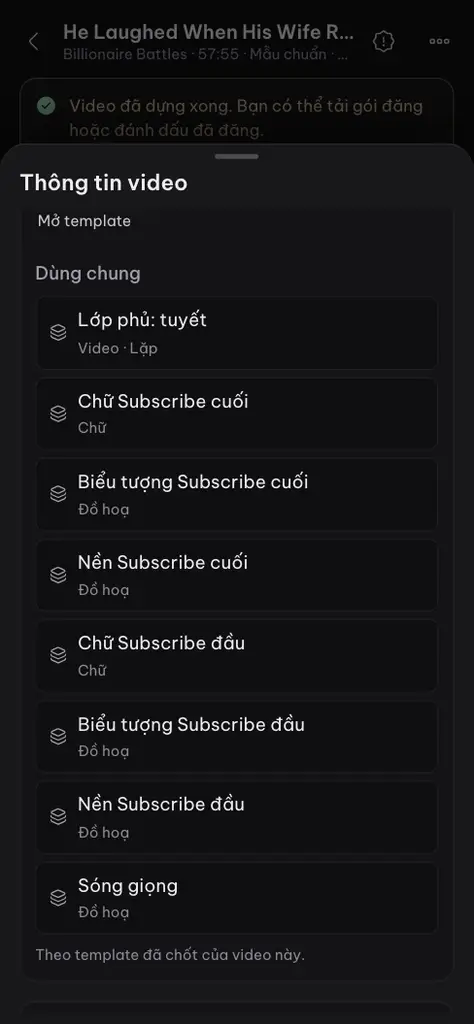 He Laughed When His Wife R...
Billionaire Battles · 57:55 · Mẫu chuẩn · ...
Video đã dựng xong. Bạn có thể tải gói đăng
hoặc đánh dấu đã đăng.
Thông tin video
Mở template
Dùng chung
Lớp phủ: tuyết
Video · Lặp
Chữ Subscribe cuối
Chữ
Biểu tượng Subscribe cuối
Đồ hoạ
Nền Subscribe cuối
Đồ hoạ
Chữ Subscribe đầu
Chữ
Biểu tượng Subscribe đầu
Đồ hoạ
Nền Subscribe đầu
Đồ hoạ
Sóng giọng
Đồ hoạ
Theo template đã chốt của video này.